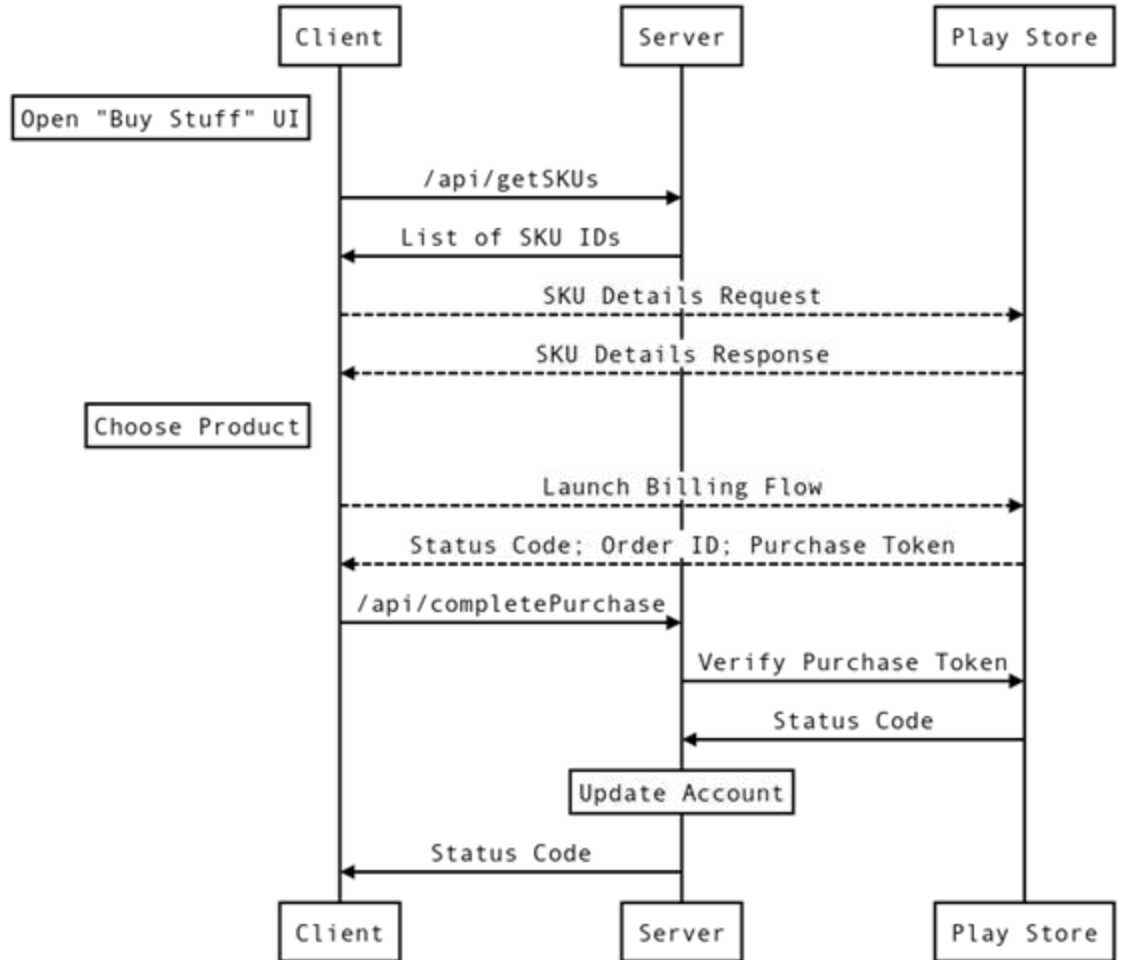 Client
Server
Play Store
Open "Buy Stuff" UI
/api/getSKUs
List of SKU IDs
SKU Details Request
SKU Details Response
Choose Product
Launch Billing Flow
Status Code; Order ID; Purchase Token
/api/completePurchase
Verify Purchase Token
Status Code
Update Account
Status Code
Client
Server
Play Store